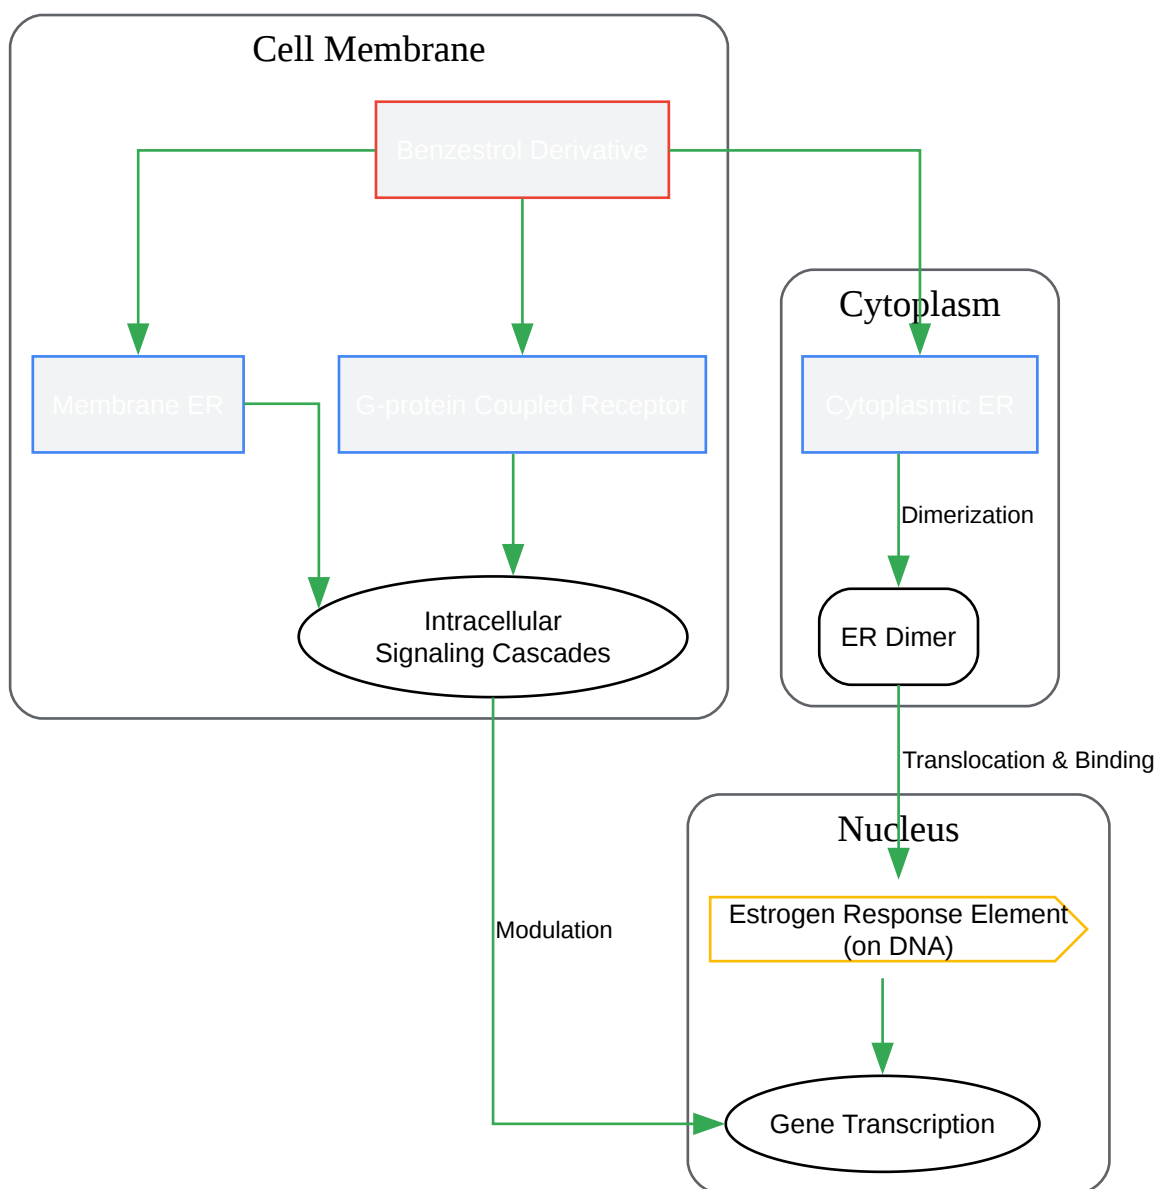 Cell Membrane
Benzestrol Derivative
Cytoplasm
Membrane ER
G-protein Coupled Receptor
Cytoplasmic ER
Dimerization
Intracellular
Signaling Cascades
ER Dimer
Translocation & Binding
Nucleus
Estrogen Response Element
(on DNA)
Modulation
Gene Transcription